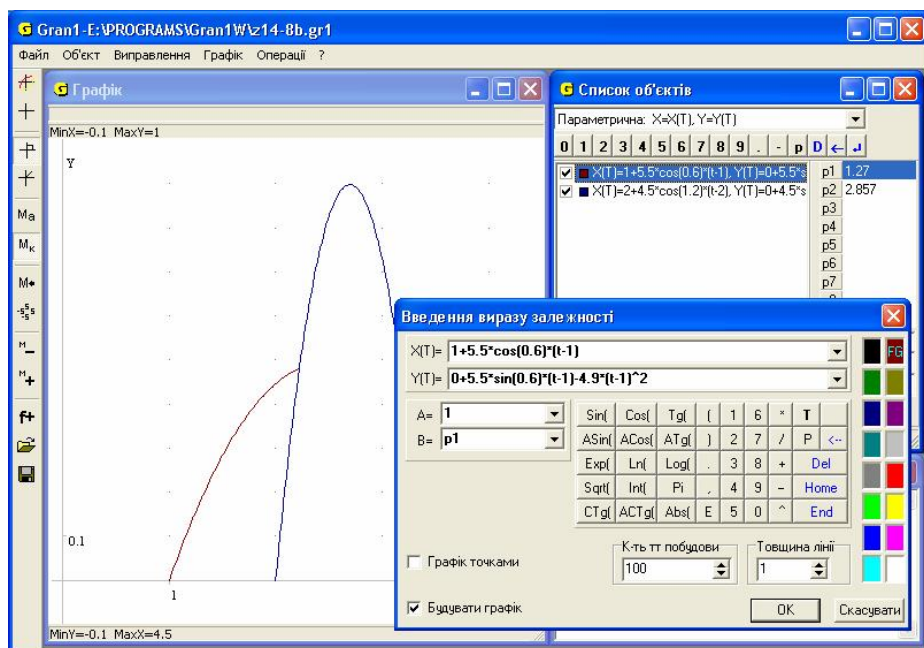 Gran1-E:\PROGRAMS\Gran1W\z14-8b.gr1
Файл Об'єкт Виправлення Графік Операції ?
Графік
MinX=-0.1 MaxY=1
Y
0.1
1
MinY=-0.1 MaxX=4.5
Ma
Мк
M
M
f+
Список об'єктів
Параметрична: X=X(T), Y=Y(T)
0 1 2 3 4 5 6 7 8 9 . - p D ←
X(T)=1+5.5*cos(0.6)*(t-1), Y(T)=0+5.5*s p1 1.27
X(T)=2+4.5*cos(1.2)*(t-2), Y(T)=0+4.5*s p2 2.857
p3
p4
p5
p6
p7
Введення виразу залежності
X(T)= 1+5.5*cos(0.6)*(t-1)
Y(T)= 0+5.5*sin(0.6)*(t-1)-4.9*(t-1)^2
FG
A= 1
B= p1
Sin( Cos( Tg( ( 1 6 * T
ASin( ACos( ATg( ) 2 7 / P <--
Exp( Ln( Log( . 3 8 + Del
Sqrt( Int( Pi , 4 9 - Home
CTg( ACTg( Abs( E 5 0 ^ End
Графік точками
Будувати графік
К-ть тт побудови
100
Товщина лінії
1
OK Скасувати